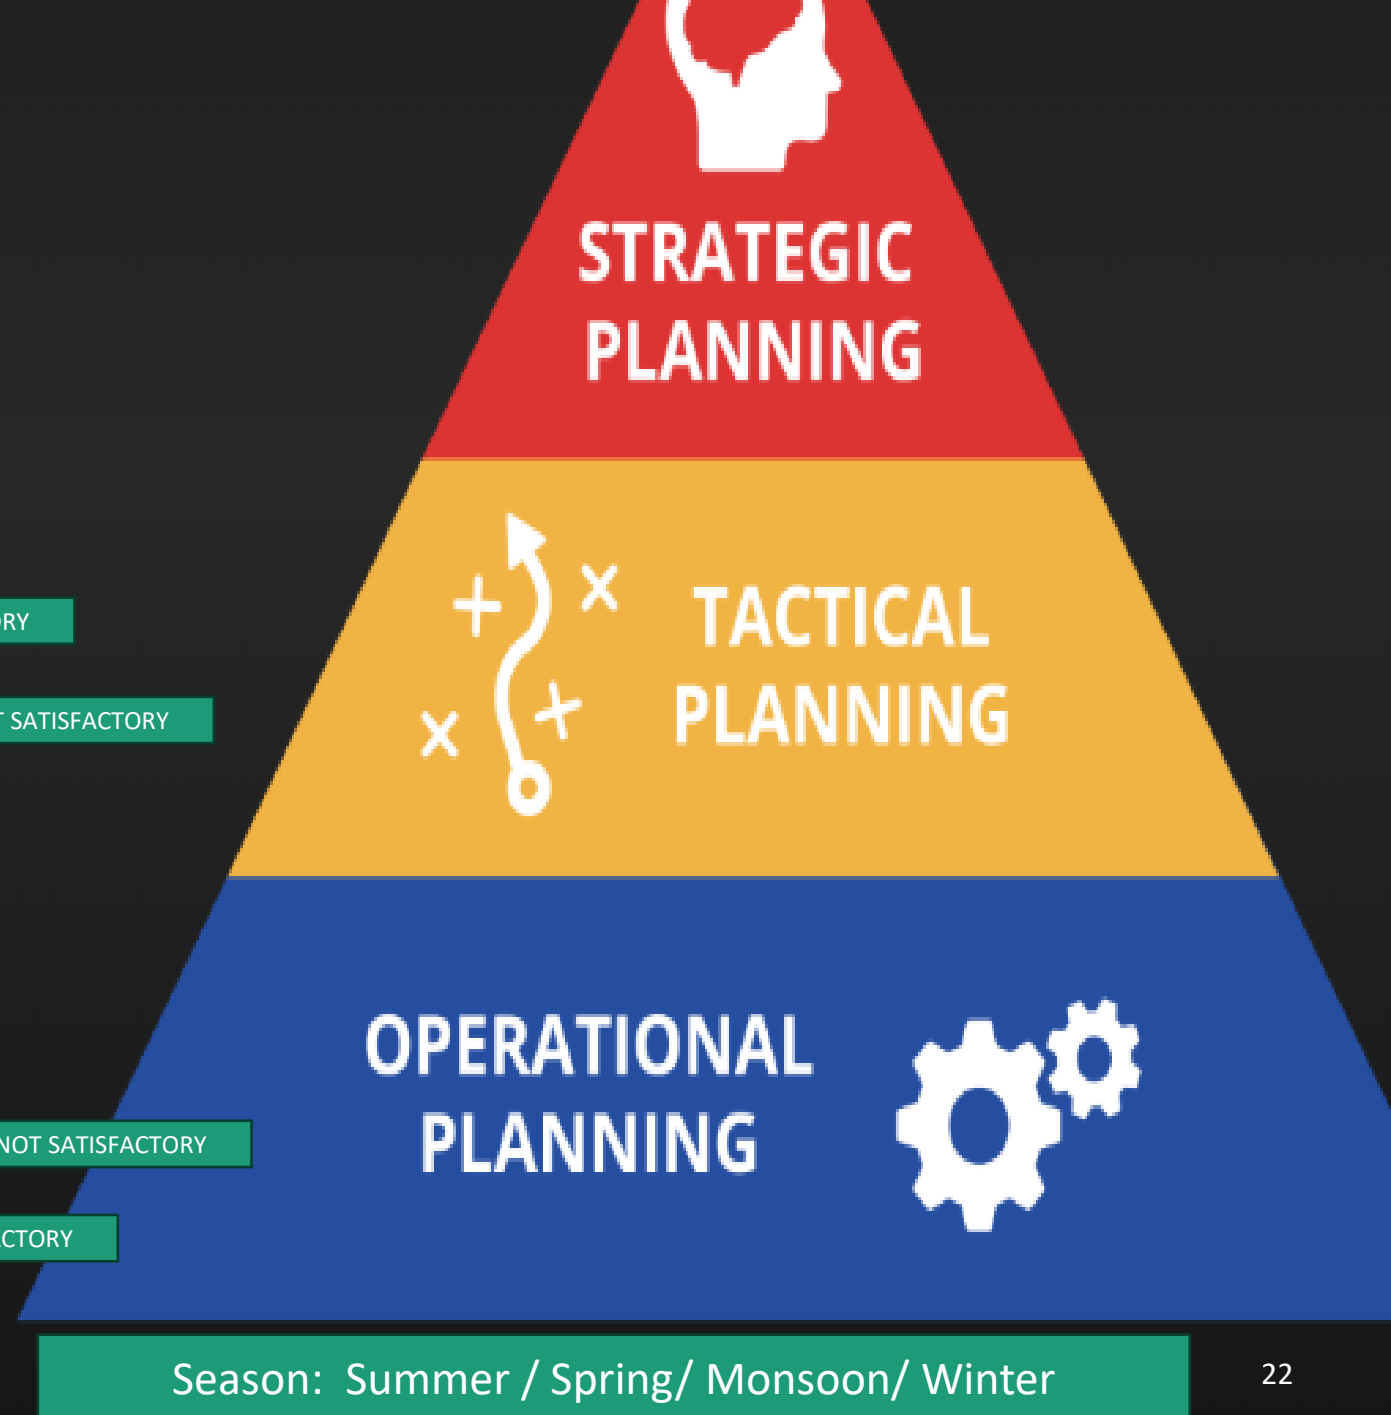 STRATEGIC
PLANNING
TACTICAL
PLANNING
SATISFACTORY
OPERATIONAL
PLANNING
NOT SATISFACTORY
Season: Summer / Spring/ Monsoon/ Winter
22